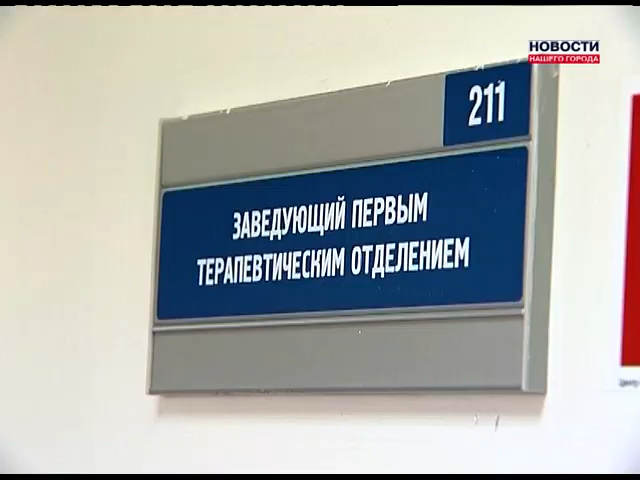 НОВОСТИ
НАШЕГО ГОРОДА
211
ЗАВЕДУЮЩИЙ ПЕРВЫМ
ТЕРАПЕВТИЧЕСКИМ ОТДЕЛЕНИЕМ